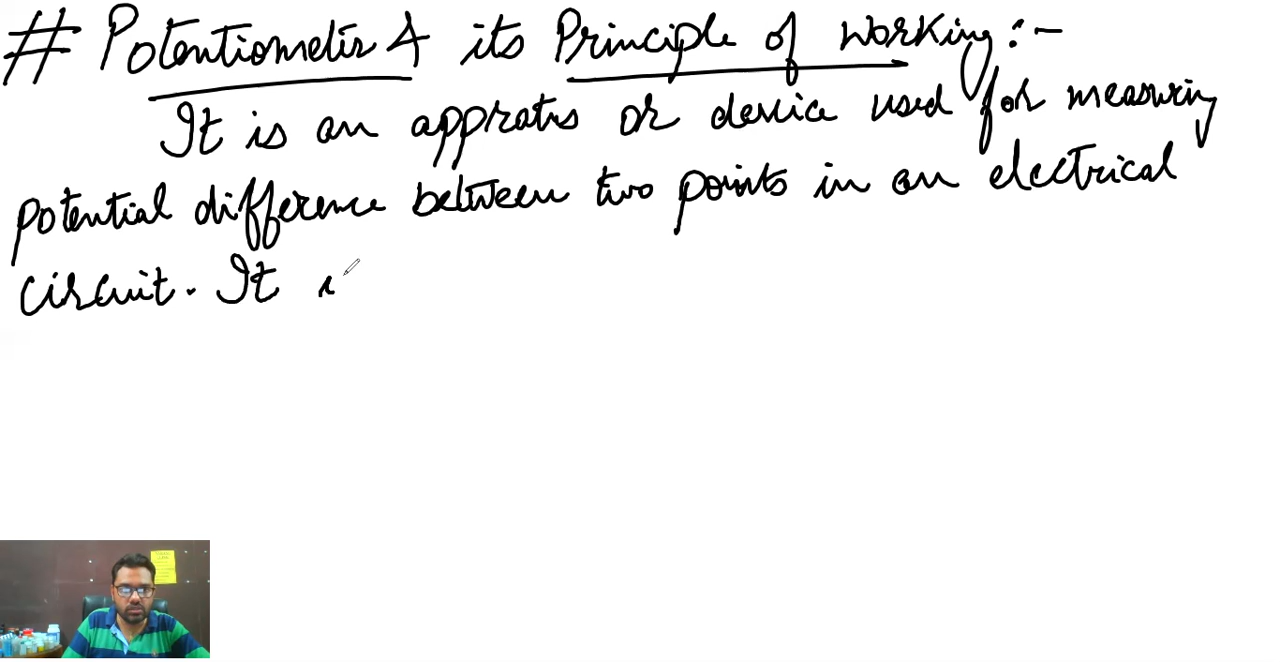 # Potentiometer & its Principle of working:-
It is an appratus or device used for measuring
potential difference between two points in an electrical
circuit. It i